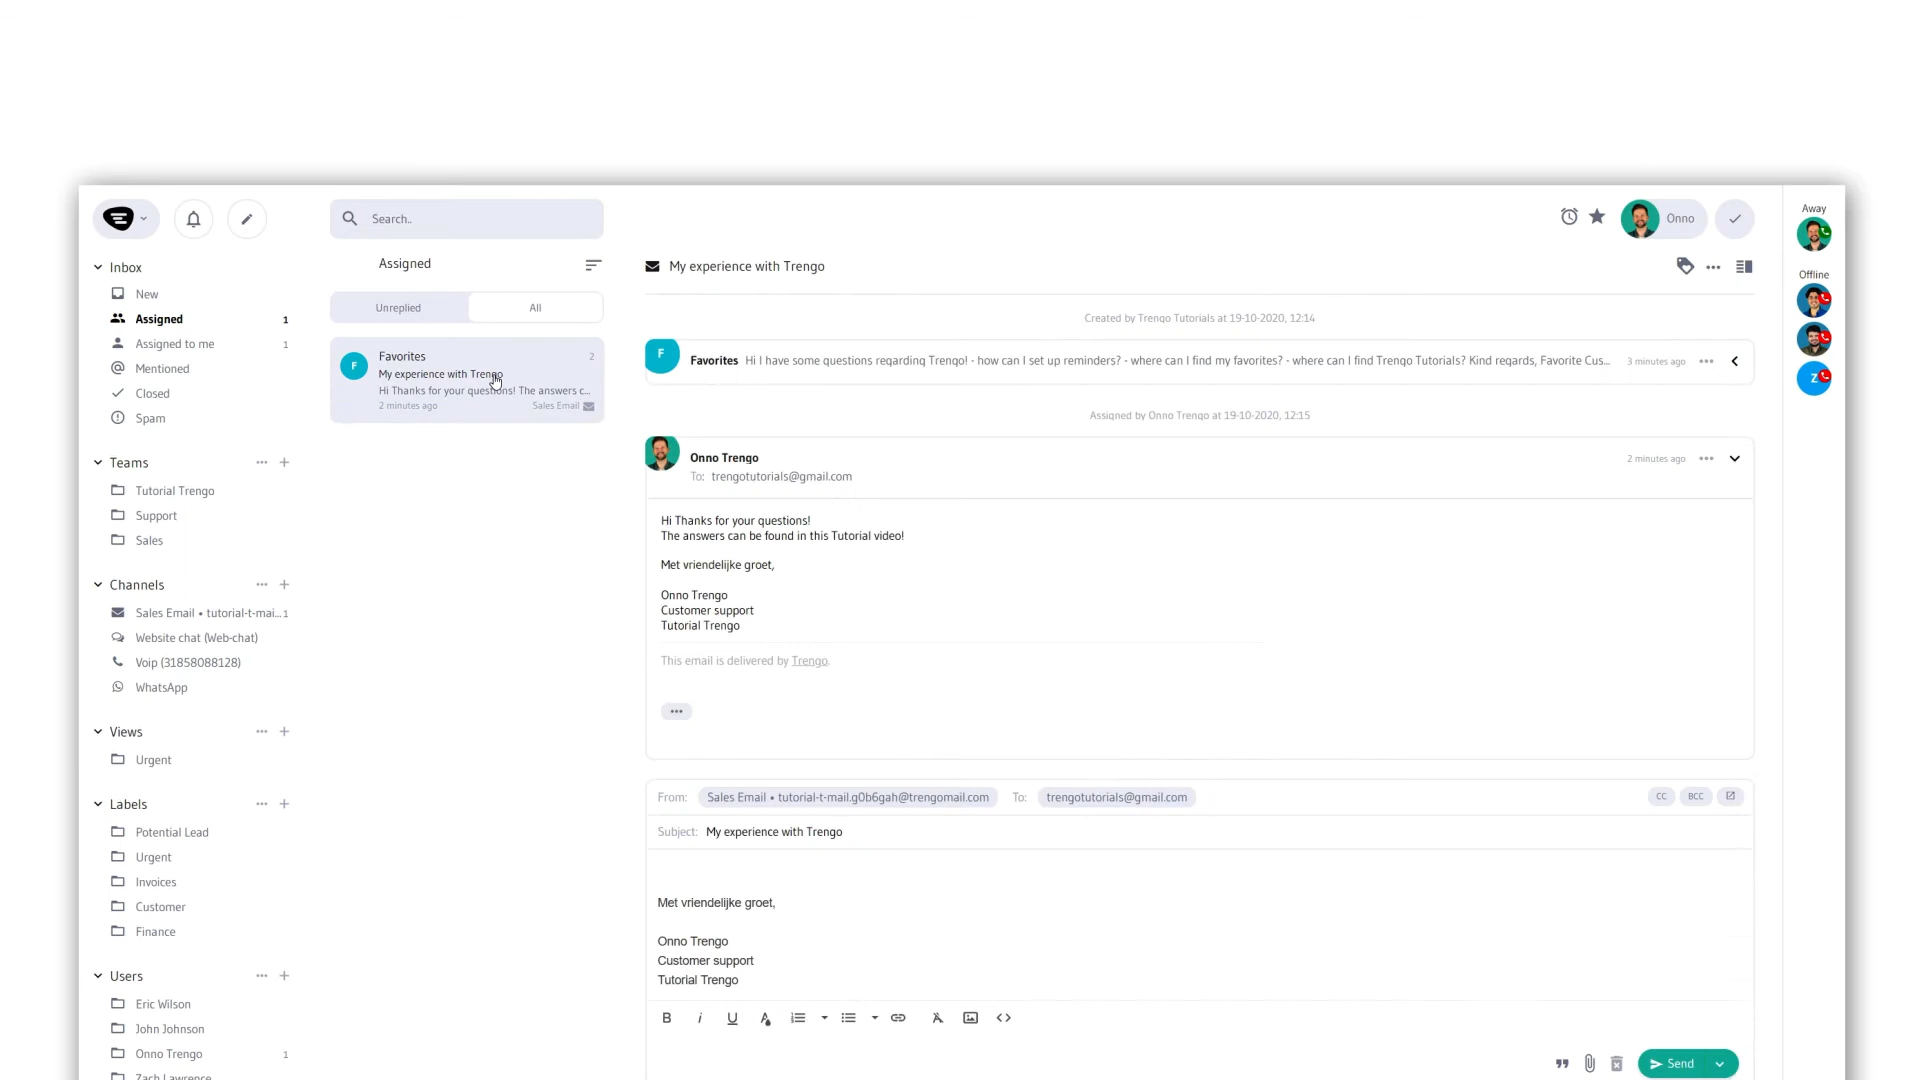 Search..
Onno
Away
Offline
Z
Inbox
New
Assigned 1
Assigned to me 1
Mentioned
Closed
Spam
Teams
Tutorial Trengo
Support
Sales
Channels
Sales Email • tutorial-t-mai... 1
Website chat (Web-chat)
Voip (31858088128)
WhatsApp
Views
Urgent
Labels
Potential Lead
Urgent
Invoices
Customer
Finance
Users
Eric Wilson
John Johnson
Onno Trengo 1
Zach Lawrence
Assigned
Unreplied All
F
Favorites 2
My experience with Trengo
Hi Thanks for your questions! The answers c...
2 minutes ago Sales Email
My experience with Trengo
Created by Trengo Tutorials at 19-10-2020, 12:14
F
Favorites Hi I have some questions regarding Trengo! - how can I set up reminders? - where can I find my favorites? - where can I find Trengo Tutorials? Kind regards, Favorite Cus... 3 minutes ago
Assigned by Onno Trengo at 19-10-2020, 12:15
Onno Trengo 2 minutes ago
To: trengotutorials@gmail.com
Hi Thanks for your questions!
The answers can be found in this Tutorial video!
Met vriendelijke groet,
Onno Trengo
Customer support
Tutorial Trengo
This email is delivered by Trengo.
From: Sales Email • tutorial-t-mail.g0b6gah@trengomail.com To: trengotutorials@gmail.com CC BCC
Subject: My experience with Trengo
Met vriendelijke groet,
Onno Trengo
Customer support
Tutorial Trengo
B i U A
Send